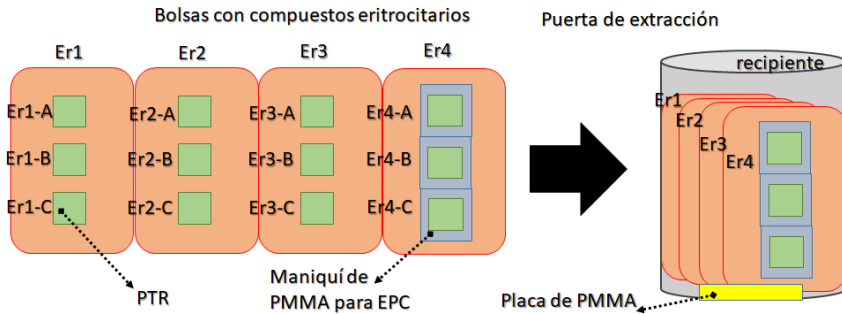 Bolsas con compuestos eritrocitarios
Puerta de extracción
Er1 Er2 Er3 Er4
recipiente
Er1-A Er2-A Er3-A Er4-A
Er1-B Er2-B Er3-B Er4-B
Er1-C Er2-C Er3-C Er4-C
Er1
Er2
Er3
Er4
PTR
Maniquí de
PMMA para EPC
Placa de PMMA